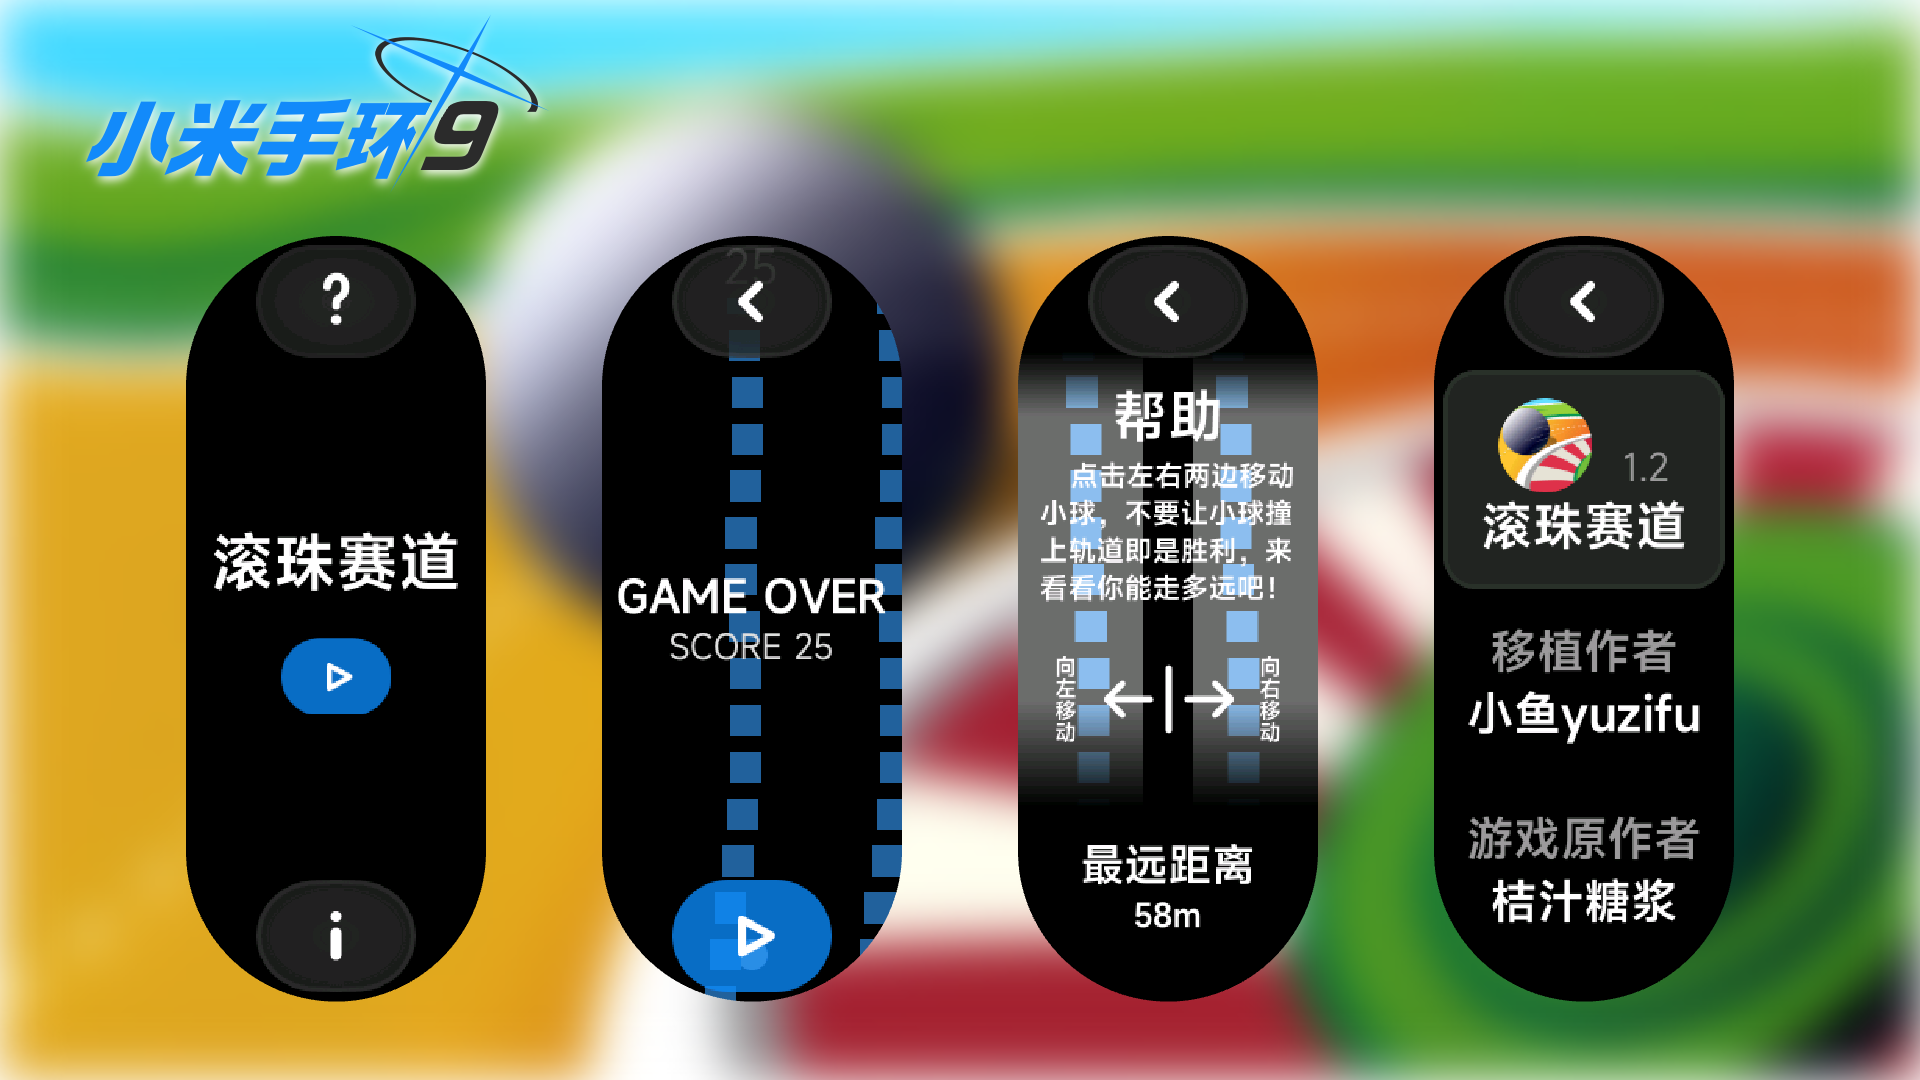 小米手环9
?
滚珠赛道
i
25
GAME OVER
SCORE 25
帮助
点击左右两边移动
小球，不要让小球撞
上轨道即是胜利，来
看看你能走多远吧！
向左移动
向右移动
最远距离
58m
1.2
滚珠赛道
移植作者
小鱼yuzifu
游戏原作者
桔汁糖浆